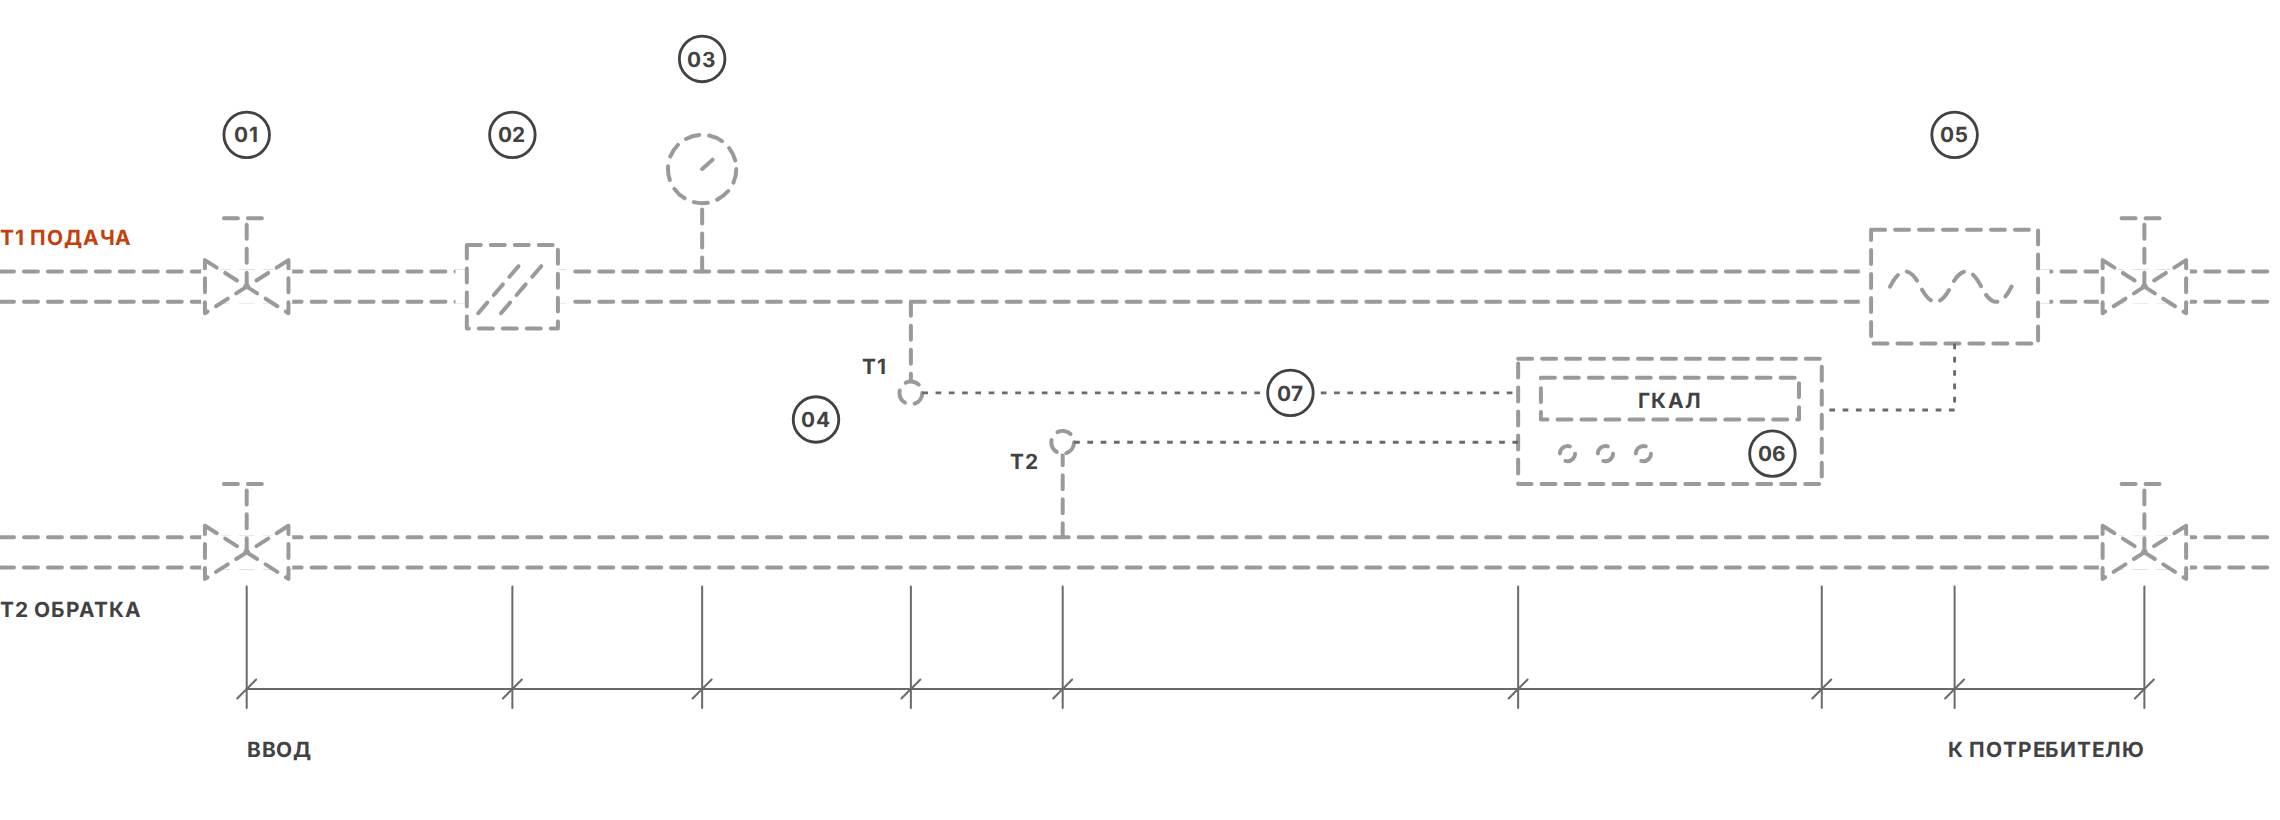 03
01
02
05
Т1 ПОДАЧА
Т1
07
ГКАЛ
04
06
Т2
Т2 ОБРАТКА
ВВОД
К ПОТРЕБИТЕЛЮ